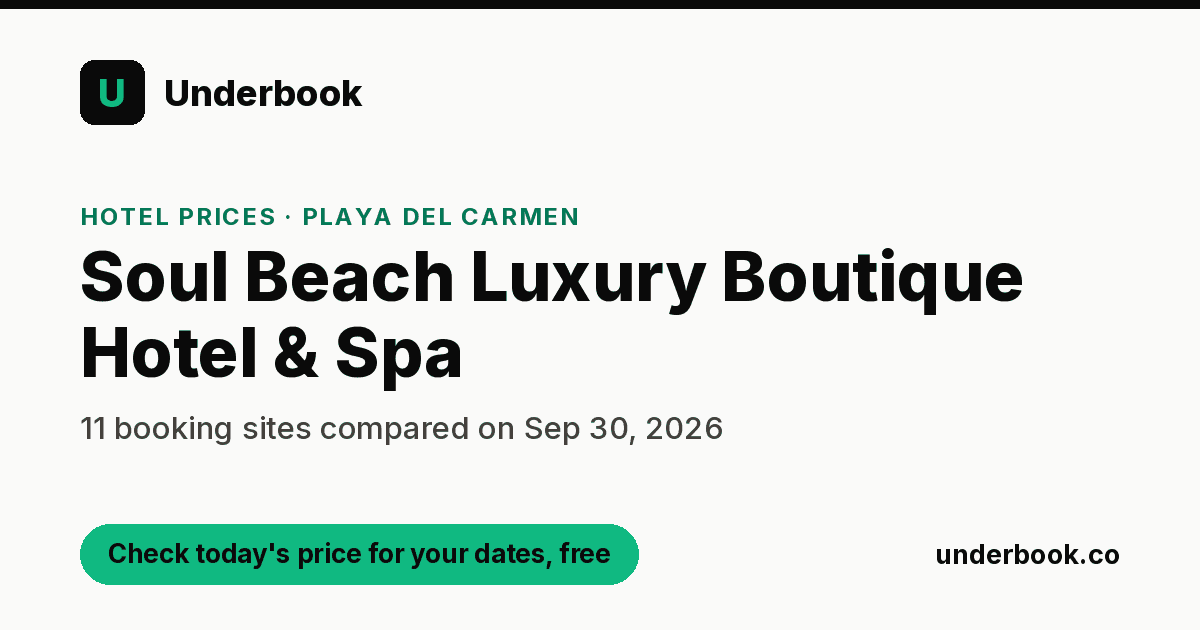 U Underbook
HOTEL PRICES · PLAYA DEL CARMEN
Soul Beach Luxury Boutique
Hotel & Spa
11 booking sites compared on Sep 30, 2026
Check today's price for your dates, free
underbook.co